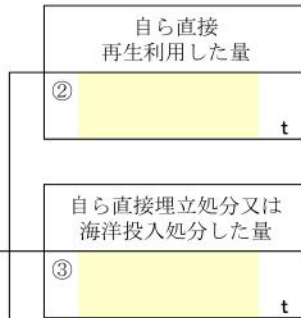 自ら直接
再生利用した量
②
t
自ら直接埋立処分又は
海洋投入処分した量
③
t